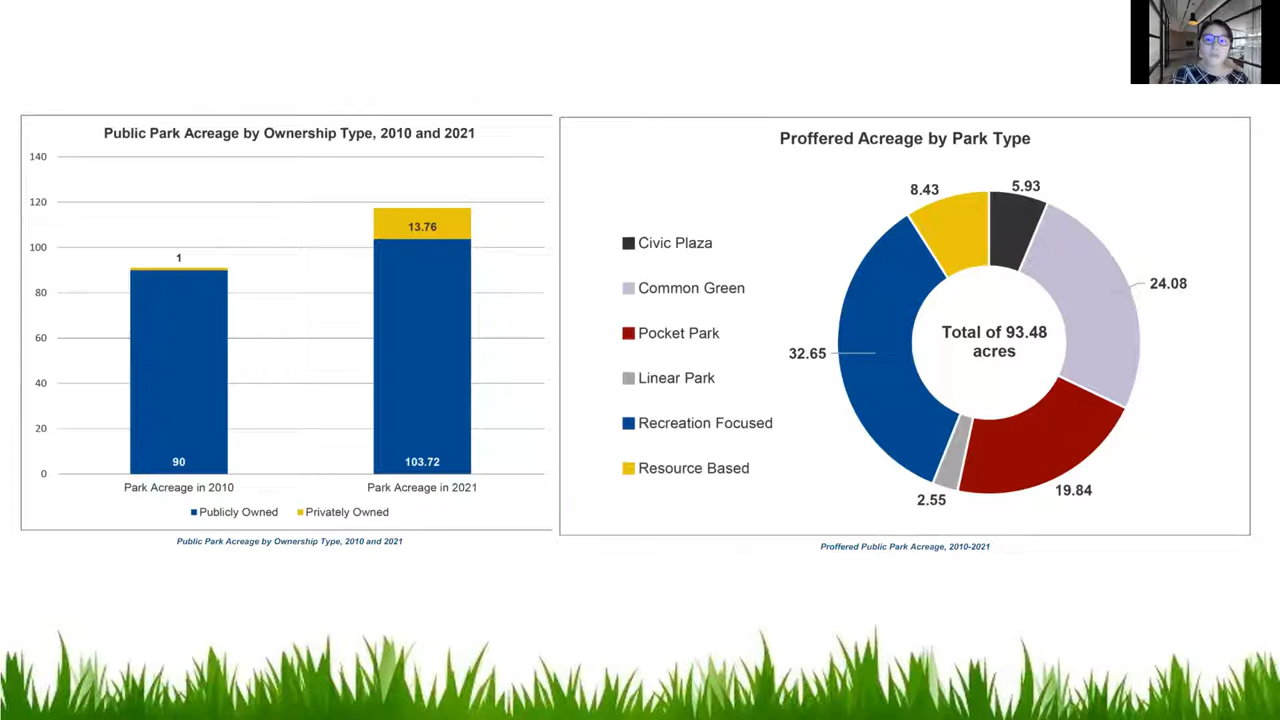 Public Park Acreage by Ownership Type, 2010 and 2021
140
120
100
80
60
40
20
0
1
90
13.76
103.72
Park Acreage in 2010
Park Acreage in 2021
Publicly Owned
Privately Owned
Public Park Acreage by Ownership Type, 2010 and 2021
Proffered Acreage by Park Type
Civic Plaza
Common Green
Pocket Park
Linear Park
Recreation Focused
Resource Based
8.43
5.93
24.08
32.65
Total of 93.48
acres
19.84
2.55
Proffered Public Park Acreage, 2010-2021